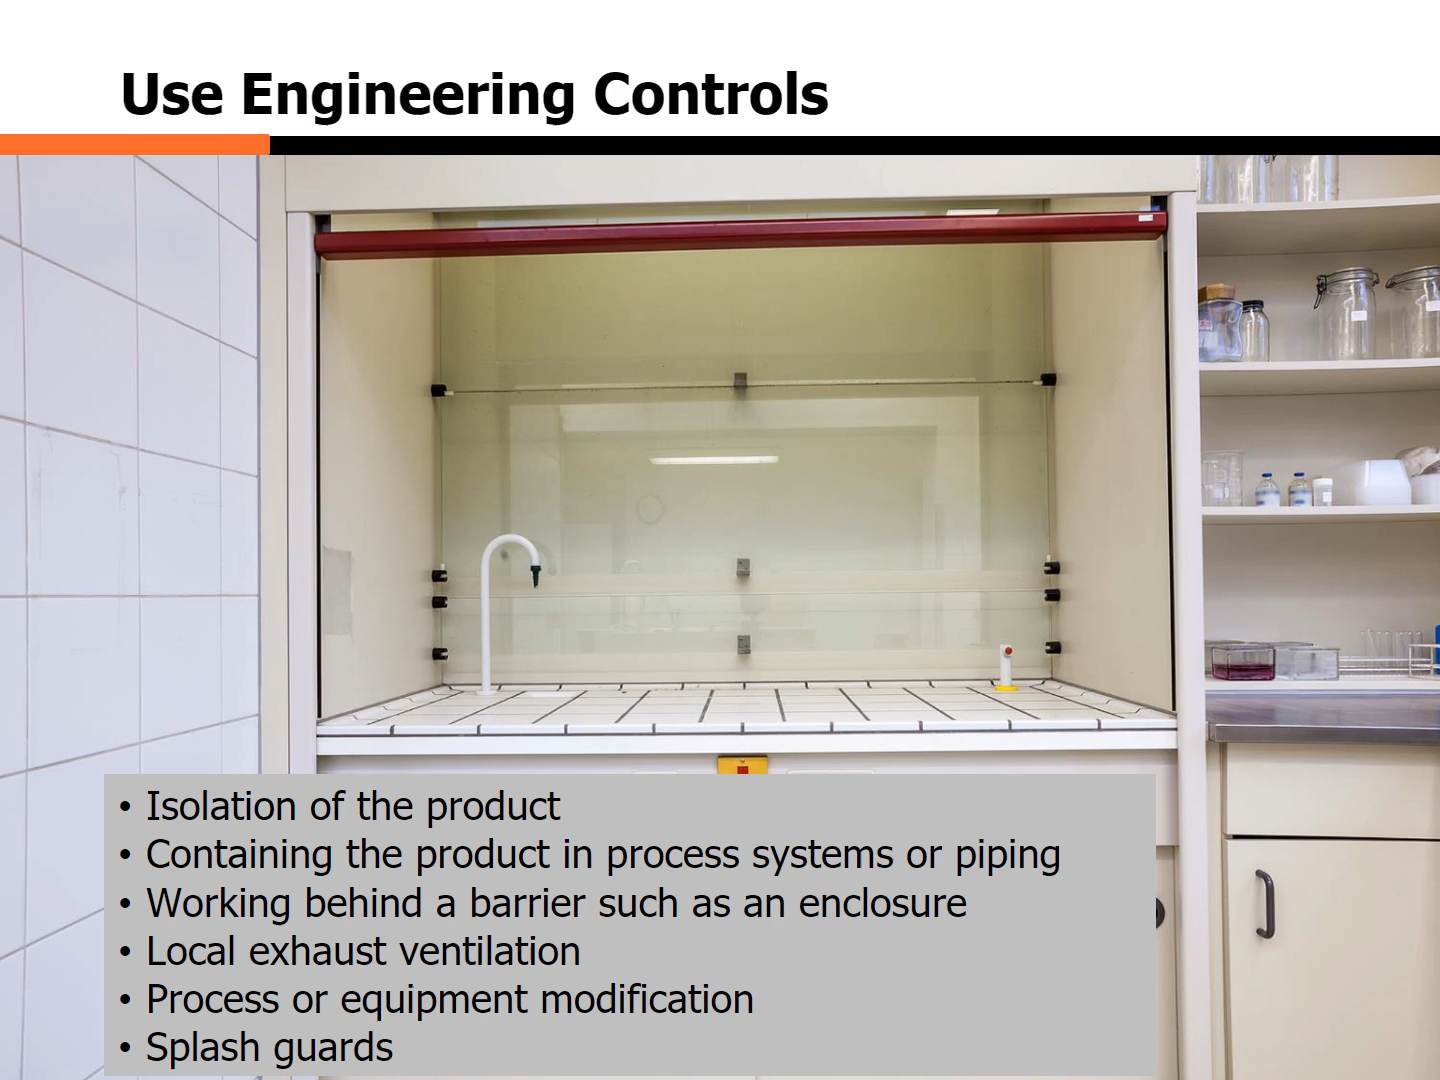 Use Engineering Controls
• Isolation of the product
• Containing the product in process systems or piping
• Working behind a barrier such as an enclosure
• Local exhaust ventilation
• Process or equipment modification
• Splash guards